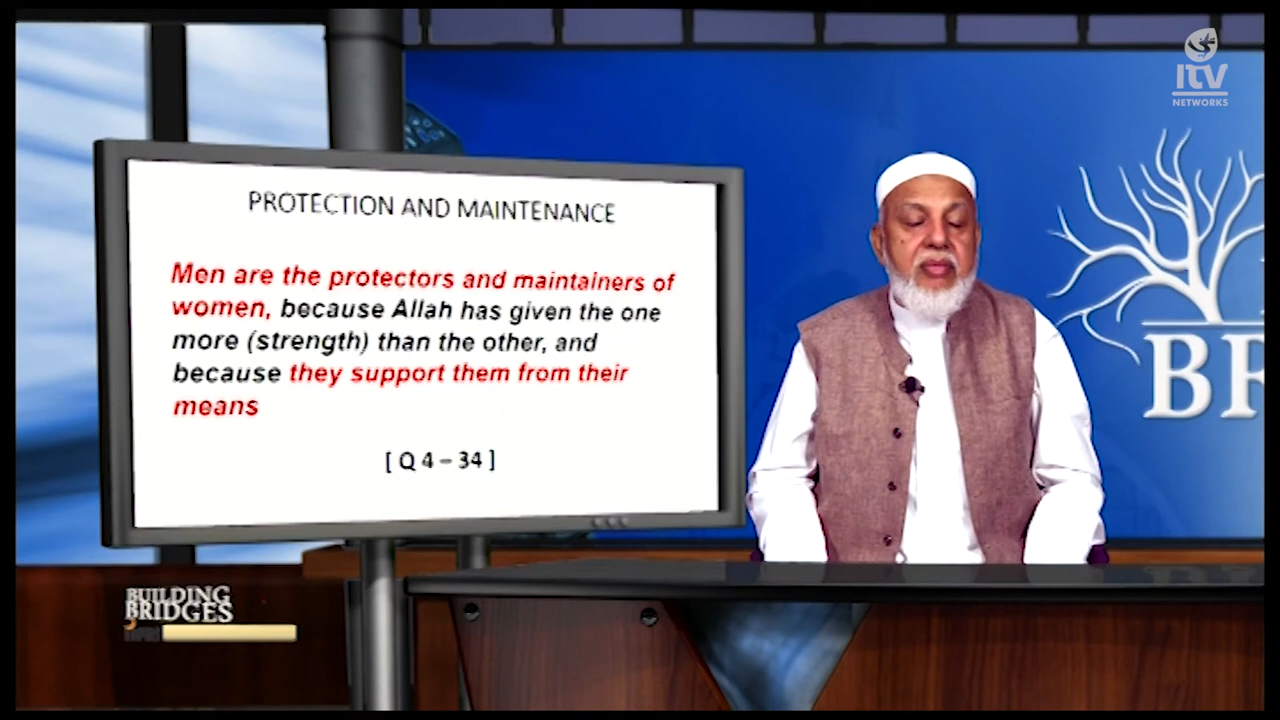 ITV
NETWORKS
PROTECTION AND MAINTENANCE
Men are the protectors and maintainers of
women, because Allah has given the one
more (strength) than the other, and
because they support them from their
means
[ Q 4 – 34 ]
BR
BUILDING
BRIDGES